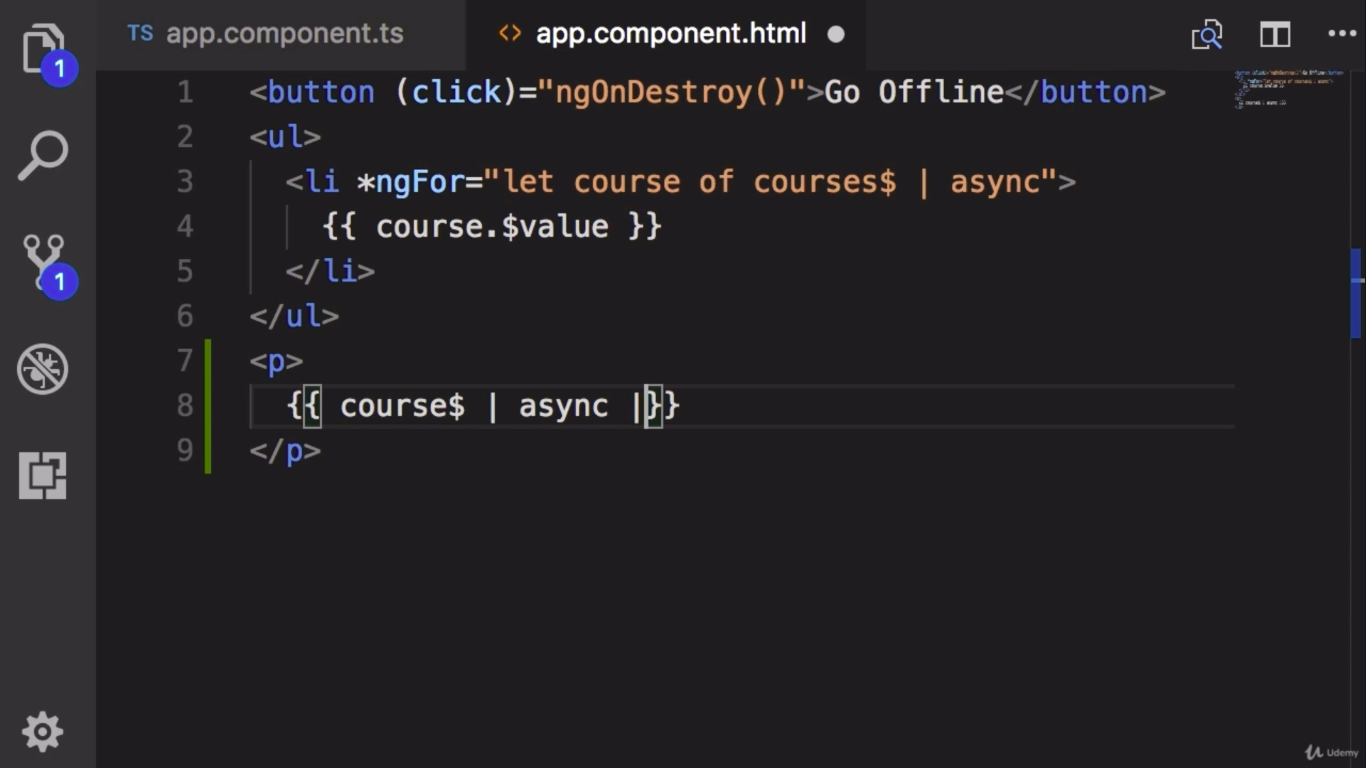 TS app.component.ts <> app.component.html
1 <button (click)="ngOnDestroy()">Go Offline</button>
2 <ul>
3 <li *ngFor="let course of courses$ | async">
4 {{ course.$value }}
5 </li>
6 </ul>
7 <p>
8 {{ course$ | async |}}
9 </p>
1
1
Udemy